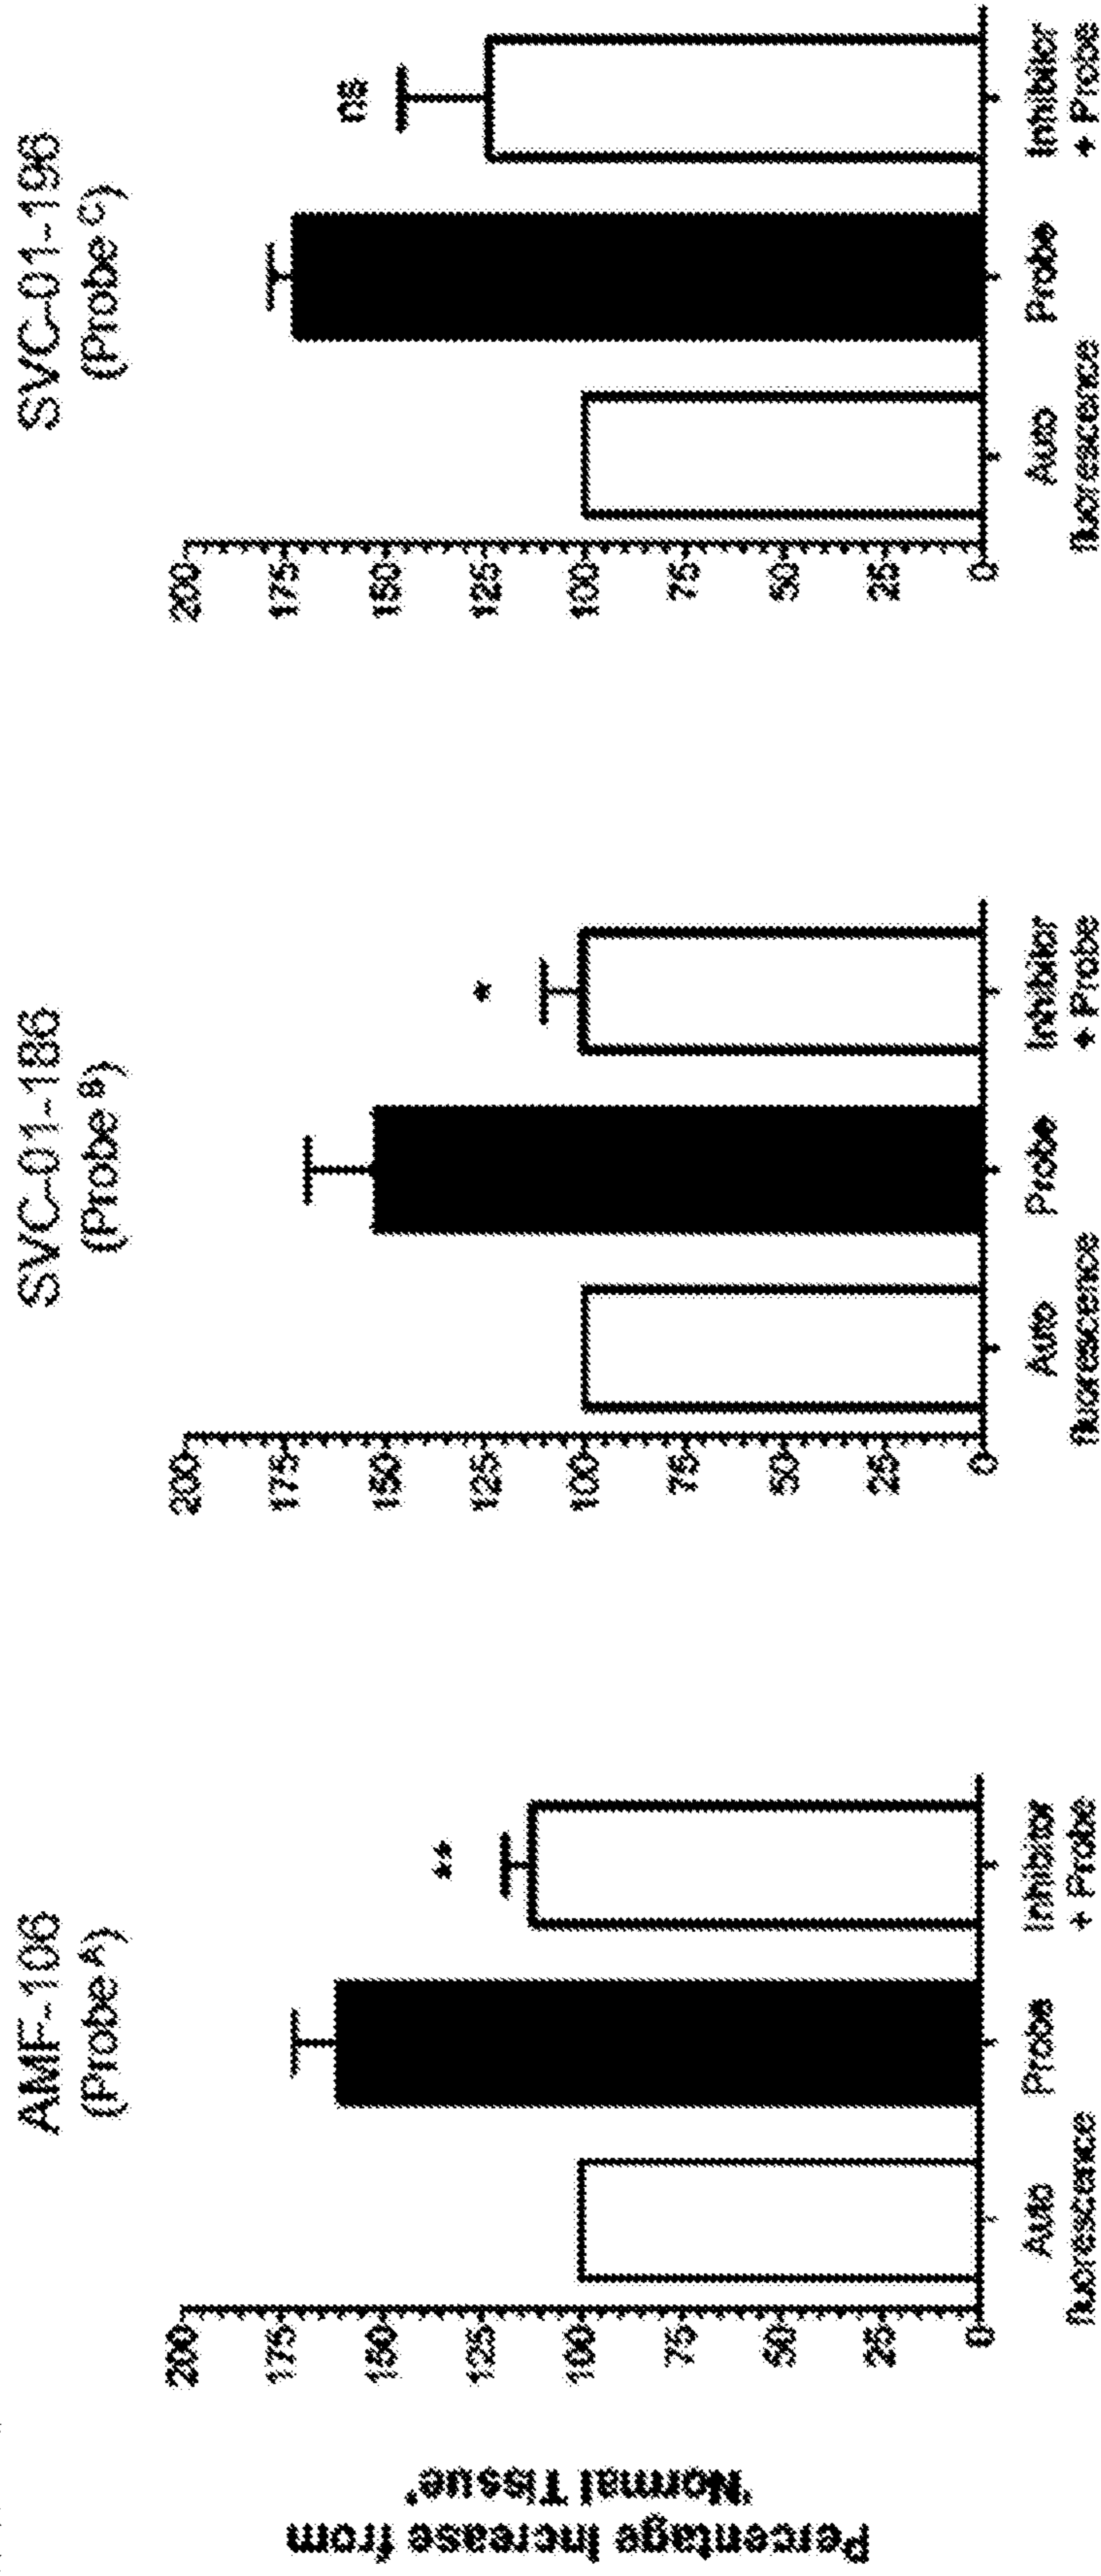 Percentage Increase from
'Normal Tissue'
AMF-106
(Probe A)
200
175
150
125
100
75
50
25
0
**
Auto
fluorescence
Probe
Inhibitor
+ Probe
SVC-01-186
(Probe B)
200
175
150
125
100
75
50
25
0
*
Auto
fluorescence
Probe
Inhibitor
+ Probe
SVC-01-196
(Probe C)
200
175
150
125
100
75
50
25
0
ns
Auto
fluorescence
Probe
Inhibitor
+ Probe